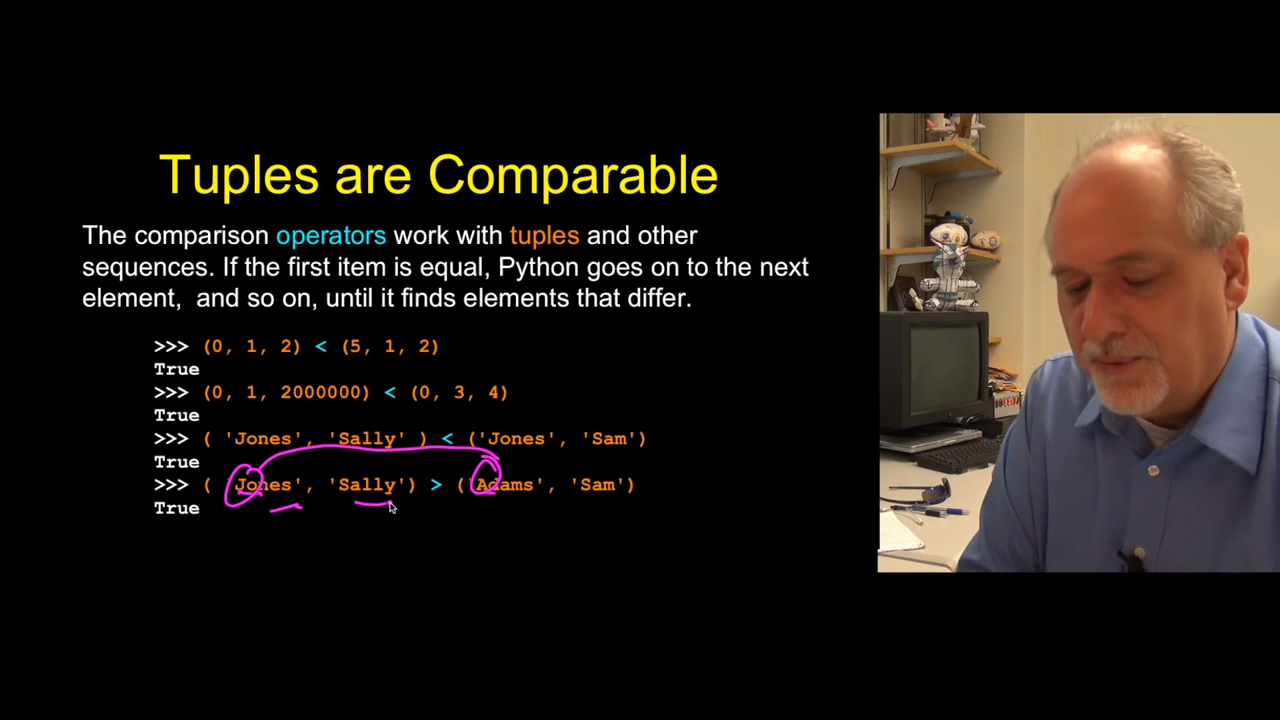 Tuples are Comparable
The comparison operators work with tuples and other
sequences. If the first item is equal, Python goes on to the next
element, and so on, until it finds elements that differ.
>>> (0, 1, 2) < (5, 1, 2)
True
>>> (0, 1, 2000000) < (0, 3, 4)
True
>>> ( 'Jones', 'Sally' ) < ('Jones', 'Sam')
True
>>> ( 'Jones', 'Sally') > ('Adams', 'Sam')
True